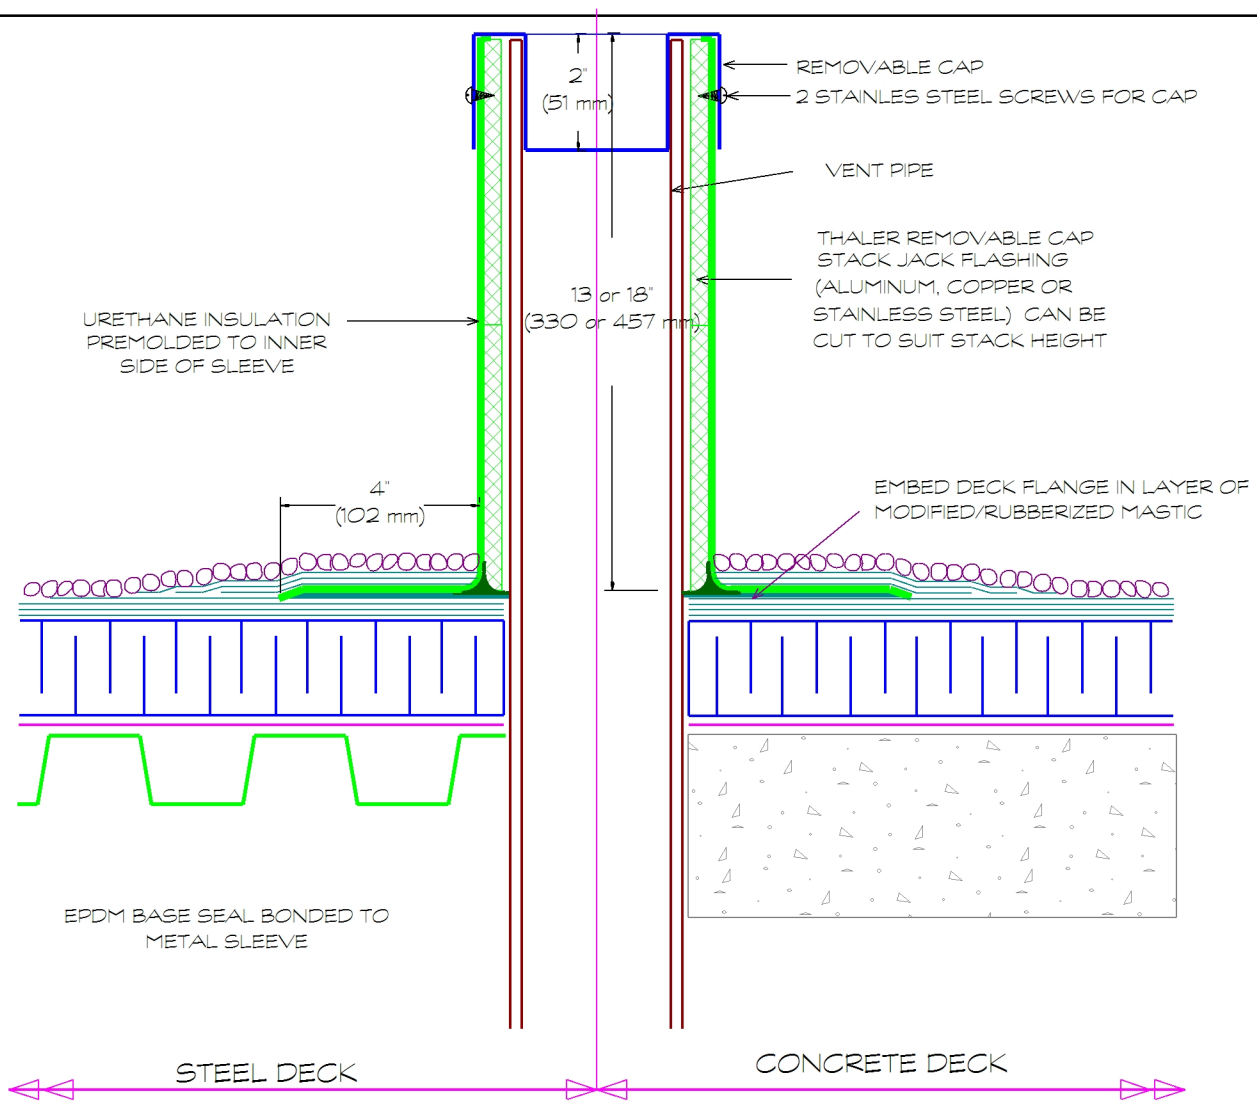 2"
(51 mm)
REMOVABLE CAP
2 STAINLES STEEL SCREWS FOR CAP
VENT PIPE
THALER REMOVABLE CAP
STACK JACK FLASHING
(ALUMINUM, COPPER OR
STAINLESS STEEL) CAN BE
CUT TO SUIT STACK HEIGHT
13 or 18"
(330 or 457 mm)
URETHANE INSULATION
PREMOLDED TO INNER
SIDE OF SLEEVE
4"
(102 mm)
EMBED DECK FLANGE IN LAYER OF
MODIFIED/RUBBERIZED MASTIC
EPDM BASE SEAL BONDED TO
METAL SLEEVE
STEEL DECK
CONCRETE DECK